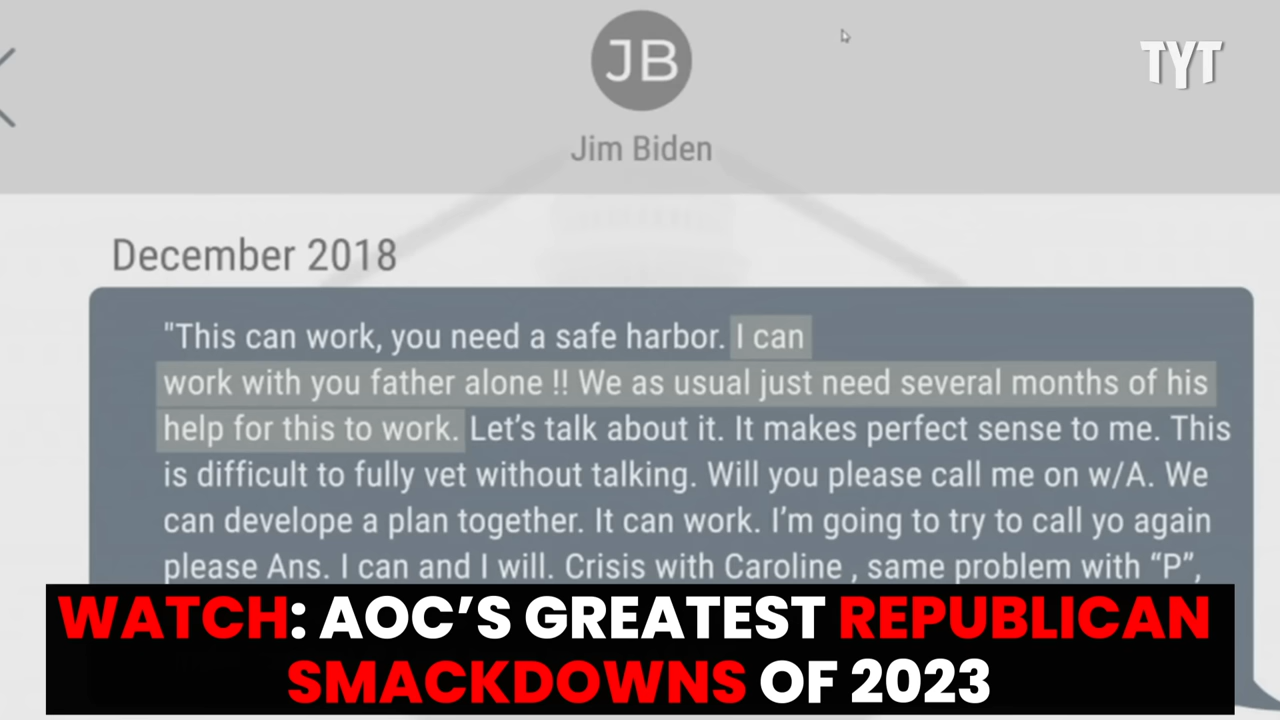 JB
TYT
Jim Biden
December 2018
"This can work, you need a safe harbor. I can
work with you father alone !! We as usual just need several months of his
help for this to work. Let’s talk about it. It makes perfect sense to me. This
is difficult to fully vet without talking. Will you please call me on w/A. We
can develope a plan together. It can work. I’m going to try to call yo again
please Ans. I can and I will. Crisis with Caroline , same problem with “P”,
WATCH: AOC’S GREATEST REPUBLICAN
SMACKDOWNS OF 2023